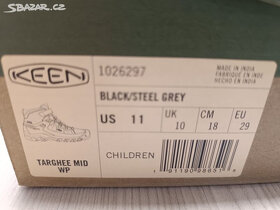 SBAZAR.CZ
KEEN
1026297
MADE IN INDIA
FABRIQUÉ EN INDE
HECHO EN INDIA
BLACK/STEEL GREY
US 11
UK 10
CM 18
EU 29
TARGHEE MID
WP
CHILDREN